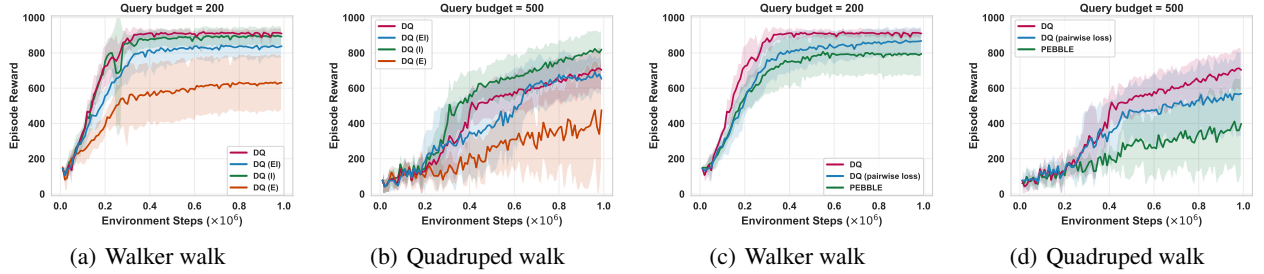 Query budget = 200
Episode Reward
1000
800
600
400
200
0
DQ
DQ (EI)
DQ (I)
DQ (E)
0.0 0.2 0.4 0.6 0.8 1.0
Environment Steps (×10⁶)
(a) Walker walk
Query budget = 500
Episode Reward
1000
800
600
400
200
0
DQ
DQ (EI)
DQ (I)
DQ (E)
0.0 0.2 0.4 0.6 0.8 1.0
Environment Steps (×10⁶)
(b) Quadruped walk
Query budget = 200
Episode Reward
1000
800
600
400
200
0
DQ
DQ (pairwise loss)
PEBBLE
0.0 0.2 0.4 0.6 0.8 1.0
Environment Steps (×10⁶)
(c) Walker walk
Query budget = 500
Episode Reward
1000
800
600
400
200
0
DQ
DQ (pairwise loss)
PEBBLE
0.0 0.2 0.4 0.6 0.8 1.0
Environment Steps (×10⁶)
(d) Quadruped walk